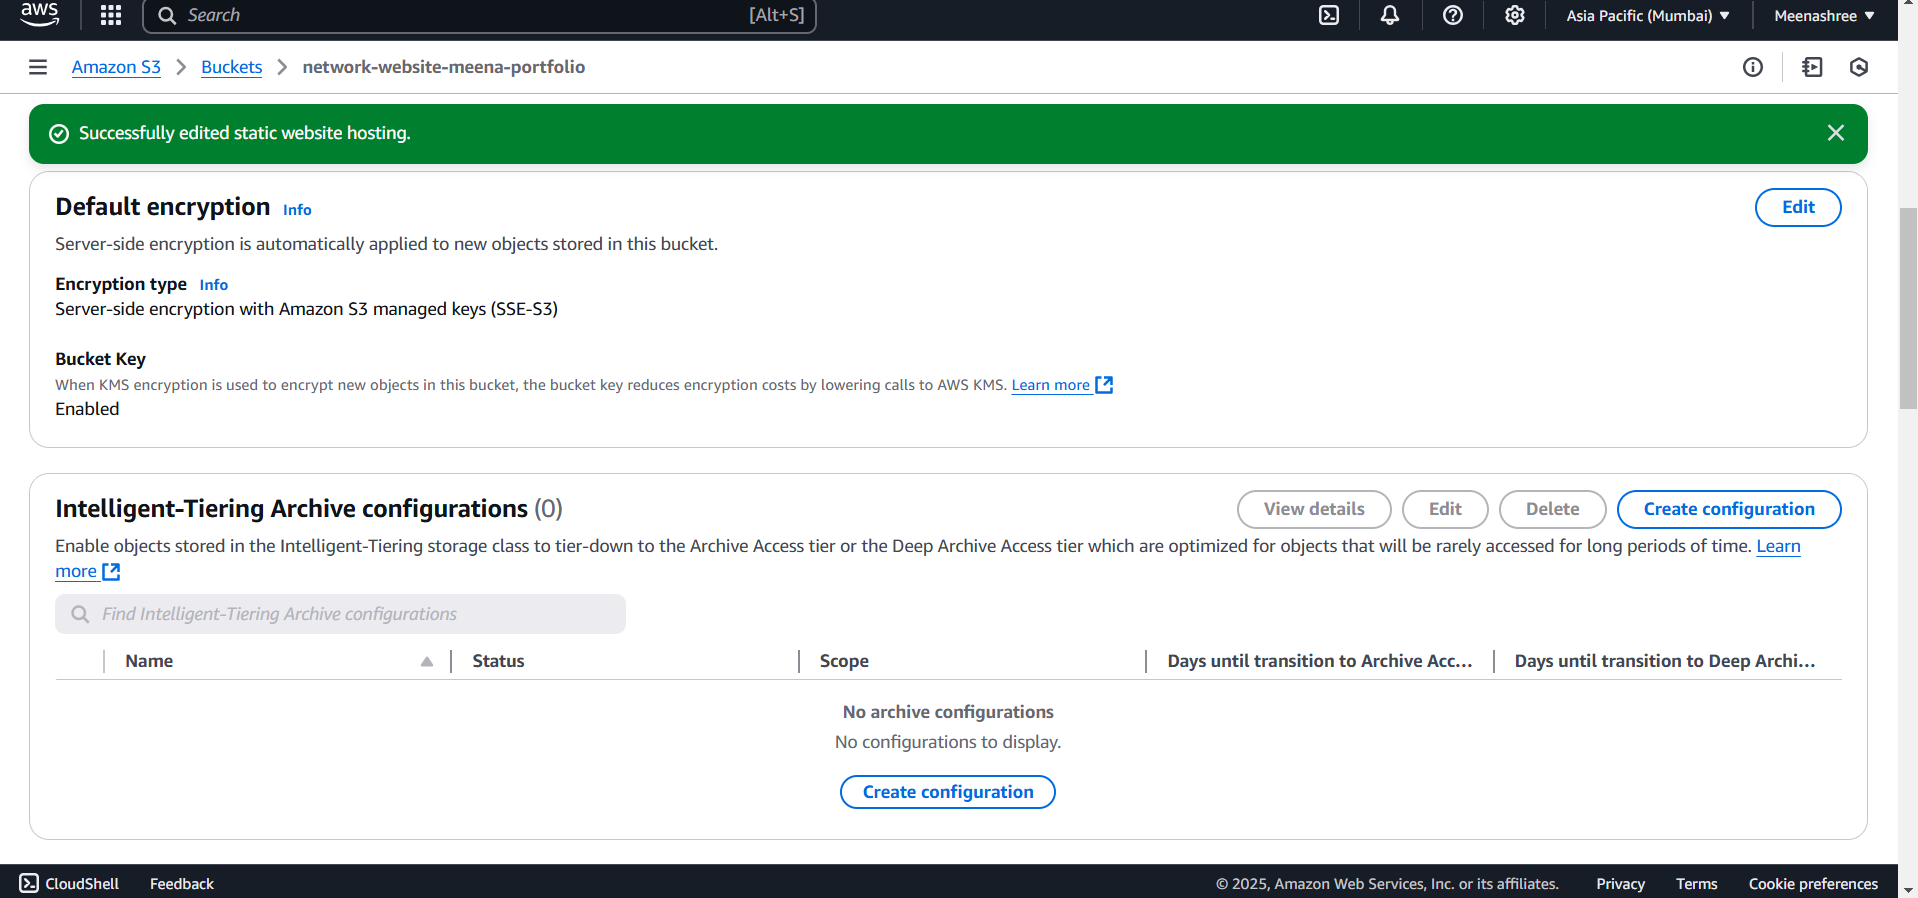 aws
Search
[Alt+S]
Asia Pacific (Mumbai)
Meenashree
Amazon S3
Buckets
network-website-meena-portfolio
Successfully edited static website hosting.
Default encryption Info
Edit
Server-side encryption is automatically applied to new objects stored in this bucket.
Encryption type Info
Server-side encryption with Amazon S3 managed keys (SSE-S3)
Bucket Key
When KMS encryption is used to encrypt new objects in this bucket, the bucket key reduces encryption costs by lowering calls to AWS KMS. Learn more
Enabled
Intelligent-Tiering Archive configurations (0)
View details
Edit
Delete
Create configuration
Enable objects stored in the Intelligent-Tiering storage class to tier-down to the Archive Access tier or the Deep Archive Access tier which are optimized for objects that will be rarely accessed for long periods of time. Learn
more
Find Intelligent-Tiering Archive configurations
Name
Status
Scope
Days until transition to Archive Acc...
Days until transition to Deep Archi...
No archive configurations
No configurations to display.
Create configuration
CloudShell
Feedback
© 2025, Amazon Web Services, Inc. or its affiliates.
Privacy
Terms
Cookie preferences